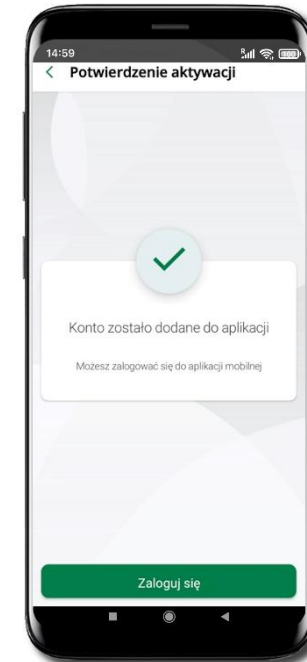 14:59
Potwierdzenie aktywacji
Konto zostało dodane do aplikacji
Możesz zalogować się do aplikacji mobilnej
Zaloguj się